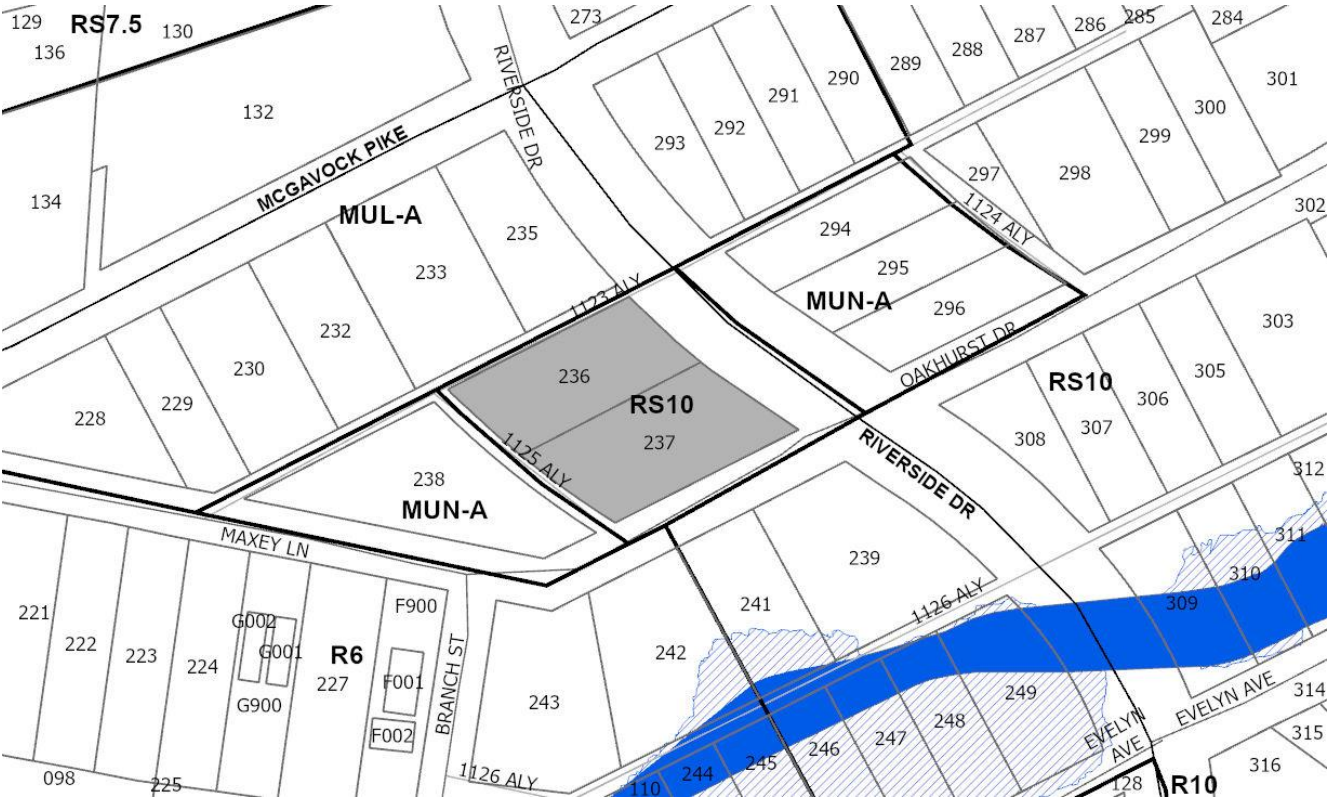 129
RS7.5
130
273
285
284
136
286
287
288
289
290
RIVERSIDE DR
301
291
300
132
292
299
293
MCGAVOCK PIKE
298
297
134
302
MUL-A
1124 ALY
294
235
233
295
1123 ALY
MUN-A
296
303
232
OAKHURST DR
305
230
236
RS10
306
RS10
229
307
228
237
308
1125 ALY
238
RIVERSIDE DR
312
MUN-A
311
MAXEY LN
239
310
241
1126 ALY
309
F900
221
G002
222
G001
223
224
R6
242
227
F001
249
314
BRANCH ST
EVELYN AVE
243
G900
248
F002
247
EVELYN
AVE
315
246
245
316
098
225
1126 ALY
244
110
128
R10